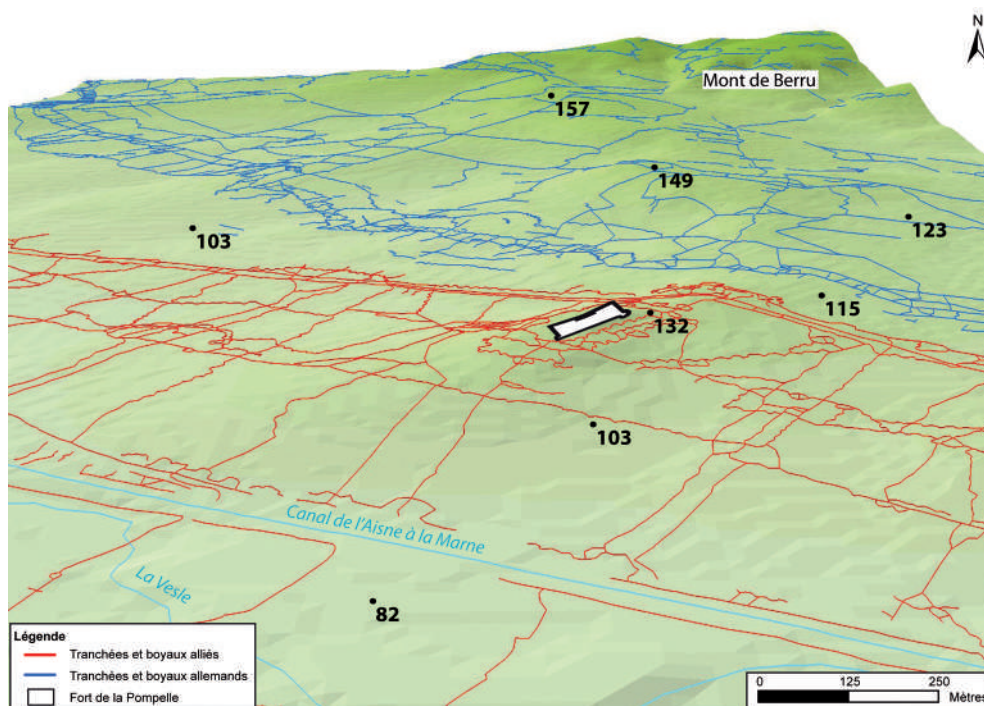 N
Mont de Berru
157
149
123
103
115
132
103
Canal de l'Aisne à la Marne
La Vesle
82
Légende
Tranchées et boyaux alliés
Tranchées et boyaux allemands
Fort de la Pompelle
0 125 250
Mètres